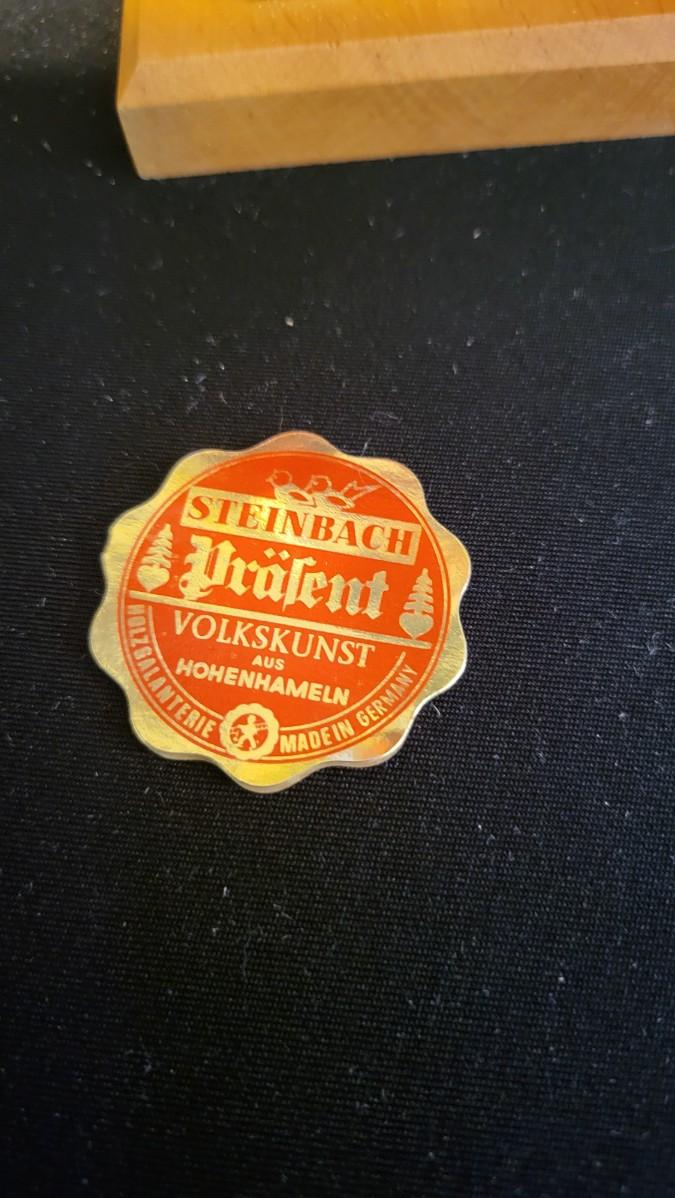 STEINBACH
Präſent
VOLKSKUNST
AUS
HOHENHAMELN
HOLZGALANTERIE MADE IN GERMANY